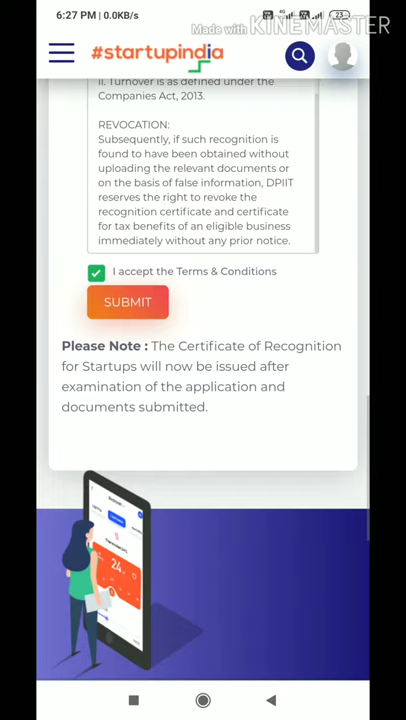 6:27 PM | 0.0KB/s
4G
23
Made with KINEMASTER
#startupindia
II. Turnover is as defined under the
Companies Act, 2013.
REVOCATION:
Subsequently, if such recognition is
found to have been obtained without
uploading the relevant documents or
on the basis of false information, DPIIT
reserves the right to revoke the
recognition certificate and certificate
for tax benefits of an eligible business
immediately without any prior notice.
I accept the Terms & Conditions
SUBMIT
Please Note : The Certificate of Recognition
for Startups will now be issued after
examination of the application and
documents submitted.
24